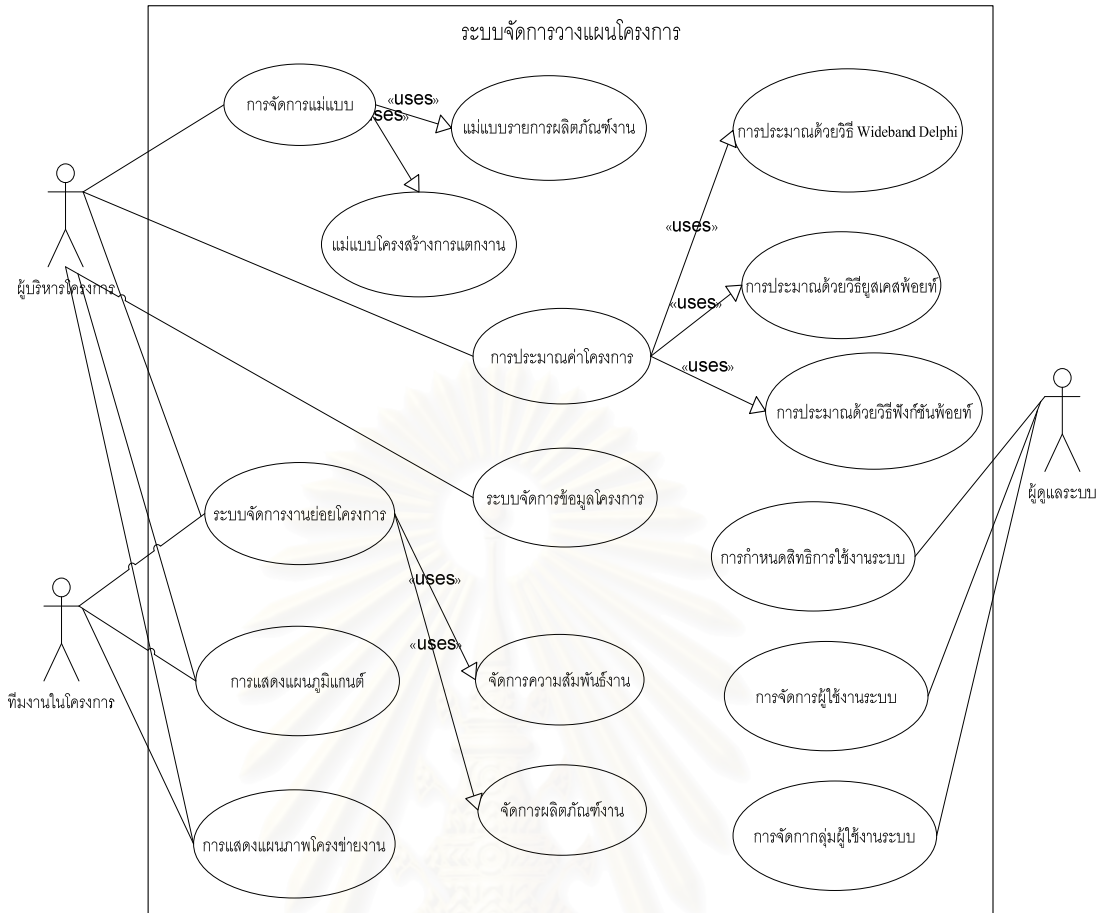 ระบบจัดการวางแผนโครงการ
การจัดการแม่แบบ
«uses»
«uses»
แม่แบบรายการผลิตภัณฑ์งาน
การประมาณด้วยวิธี Wideband Delphi
แม่แบบโครงสร้างการแตกงาน
«uses»
ผู้บริหารโครงการ
การประมาณด้วยวิธียูสเคสพ้อยท์
«uses»
การประมาณค่าโครงการ
«uses»
การประมาณด้วยวิธีฟังก์ชันพ้อยท์
ผู้ดูแลระบบ
ระบบจัดการข้อมูลโครงการ
ระบบจัดการงานย่อยโครงการ
การกำหนดสิทธิการใช้งานระบบ
«uses»
«uses»
ทีมงานในโครงการ
การแสดงแผนภูมิแกนต์
จัดการความสัมพันธ์งาน
การจัดการผู้ใช้งานระบบ
จัดการผลิตภัณฑ์งาน
การแสดงแผนภาพโครงข่ายงาน
การจัดกากลุ่มผู้ใช้งานระบบ